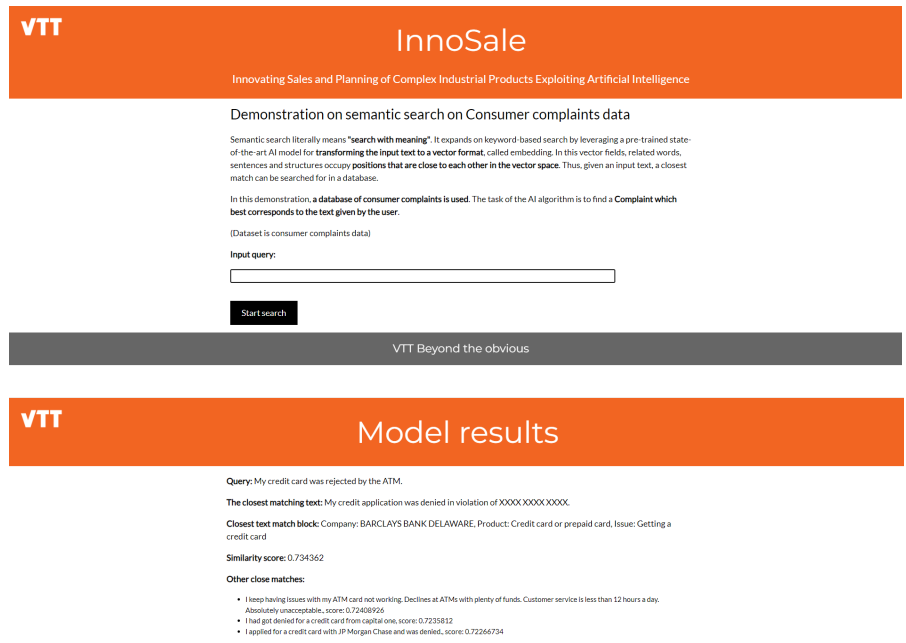 VTT
InnoSale
Innovating Sales and Planning of Complex Industrial Products Exploiting Artificial Intelligence
Demonstration on semantic search on Consumer complaints data
Semantic search literally means "search with meaning". It expands on keyword-based search by leveraging a pre-trained state-
of-the-art AI model for transforming the input text to a vector format, called embedding. In this vector fields, related words,
sentences and structures occupy positions that are close to each other in the vector space. Thus, given an input text, a closest
match can be searched for in a database.
In this demonstration, a database of consumer complaints is used. The task of the AI algorithm is to find a Complaint which
best corresponds to the text given by the user.
(Dataset is consumer complaints data)
Input query:
Start search
VTT Beyond the obvious
VTT
Model results
Query: My credit card was rejected by the ATM.
The closest matching text: My credit application was denied in violation of XXXX XXXX XXXX.
Closest text match block: Company: BARCLAYS BANK DELAWARE, Product: Credit card or prepaid card, Issue: Getting a
credit card
Similarity score: 0.734362
Other close matches:
• I keep having issues with my ATM card not working. Declines at ATMs with plenty of funds. Customer service is less than 12 hours a day.
Absolutely unacceptable., score: 0.72408926
• I had got denied for a credit card from capital one, score: 0.7235812
• I applied for a credit card with JP Morgan Chase and was denied., score: 0.72266734